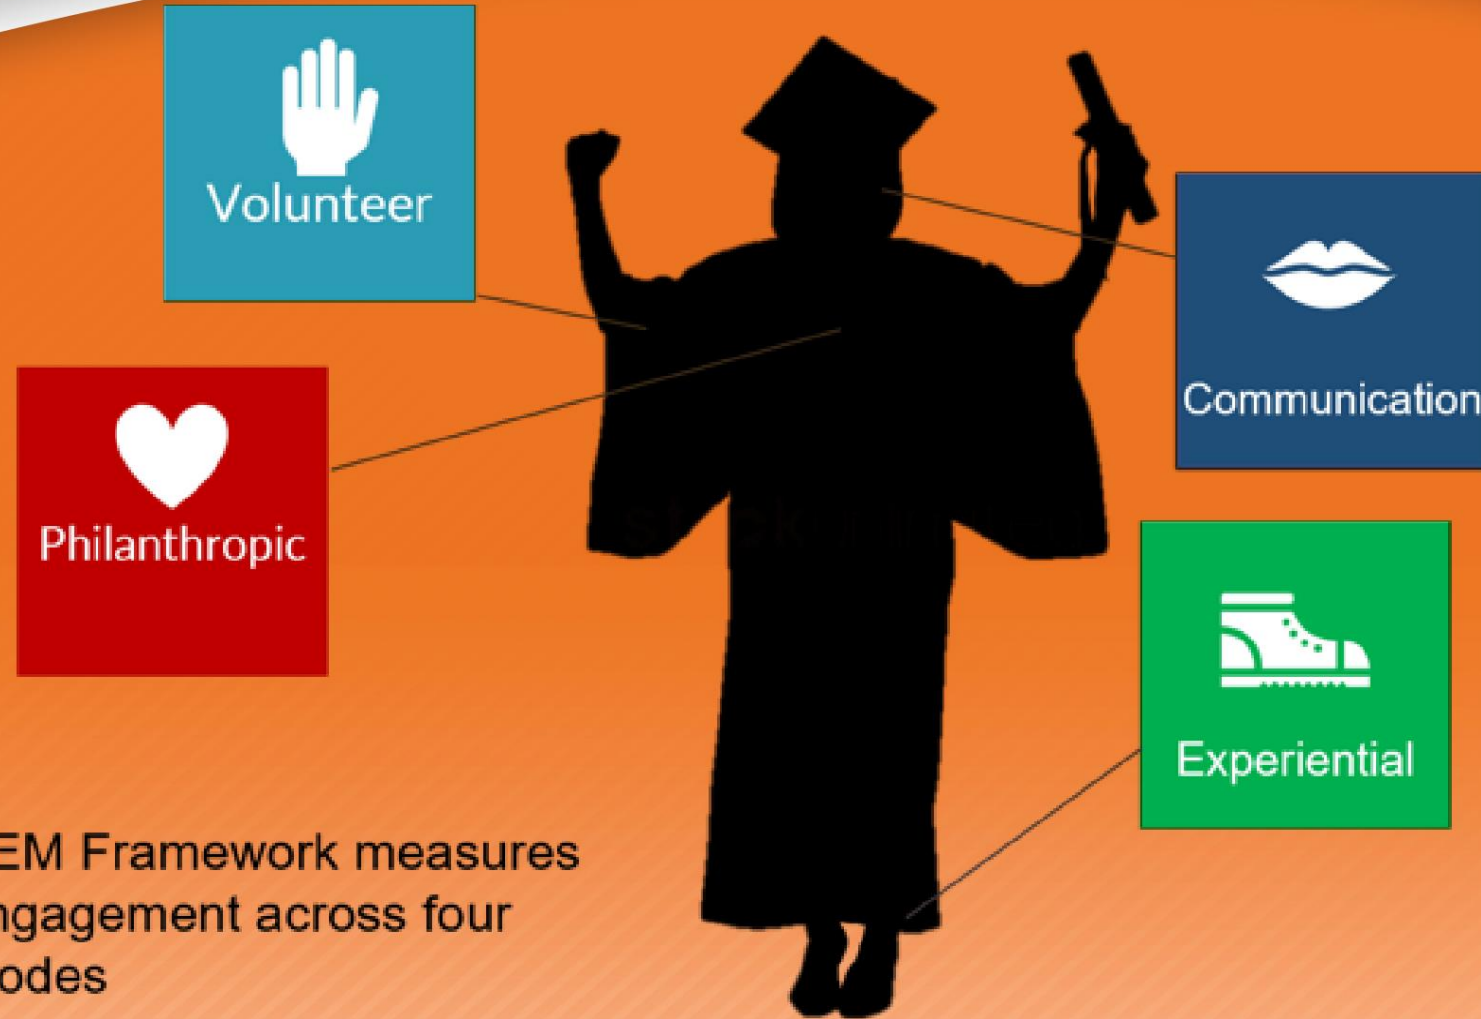 Volunteer
Communication
Philanthropic
Experiential
EM Framework measures
ngagement across four
odes